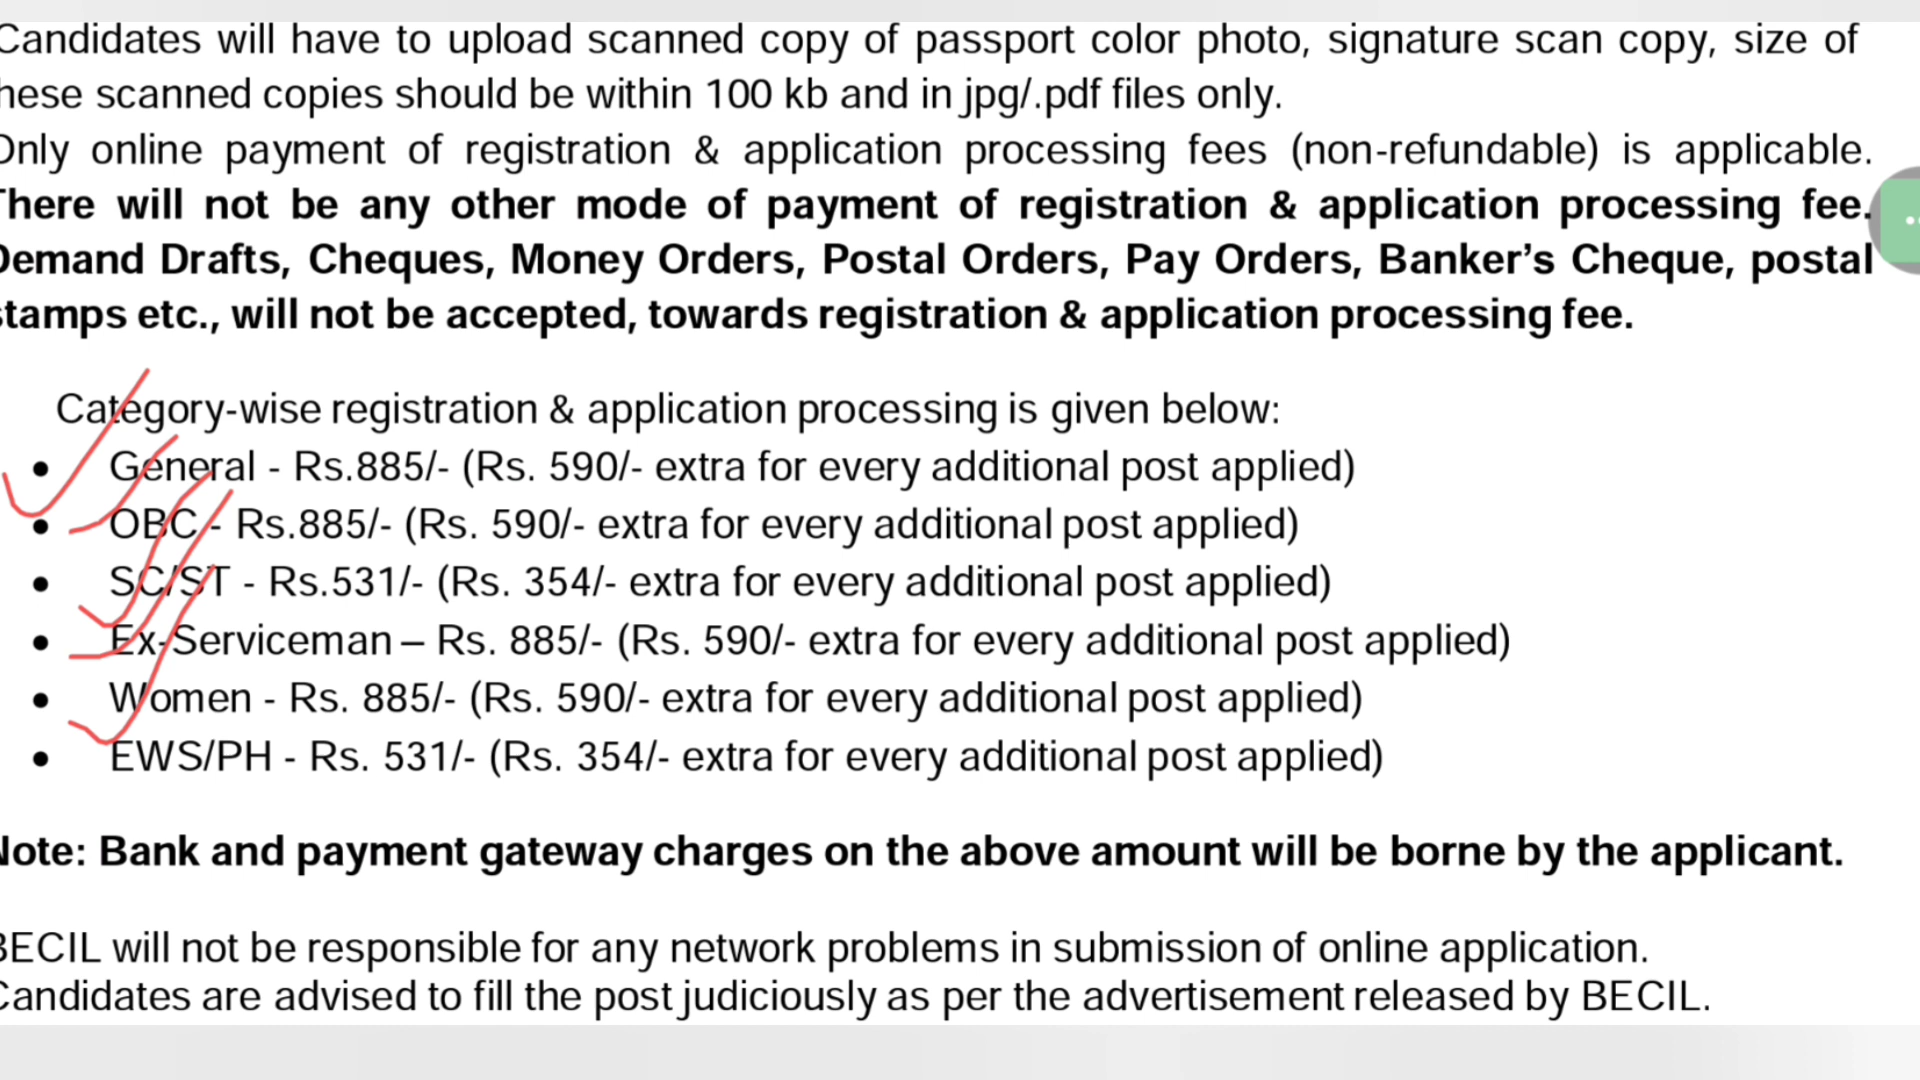 Candidates will have to upload scanned copy of passport color photo, signature scan copy, size of
hese scanned copies should be within 100 kb and in jpg/.pdf files only.
Only online payment of registration & application processing fees (non-refundable) is applicable.
There will not be any other mode of payment of registration & application processing fee.
Demand Drafts, Cheques, Money Orders, Postal Orders, Pay Orders, Banker’s Cheque, postal
stamps etc., will not be accepted, towards registration & application processing fee.
Category-wise registration & application processing is given below:
• General - Rs.885/- (Rs. 590/- extra for every additional post applied)
• OBC - Rs.885/- (Rs. 590/- extra for every additional post applied)
• SC/ST - Rs.531/- (Rs. 354/- extra for every additional post applied)
• Ex-Serviceman – Rs. 885/- (Rs. 590/- extra for every additional post applied)
• Women - Rs. 885/- (Rs. 590/- extra for every additional post applied)
• EWS/PH - Rs. 531/- (Rs. 354/- extra for every additional post applied)
Note: Bank and payment gateway charges on the above amount will be borne by the applicant.
BECIL will not be responsible for any network problems in submission of online application.
Candidates are advised to fill the post judiciously as per the advertisement released by BECIL.